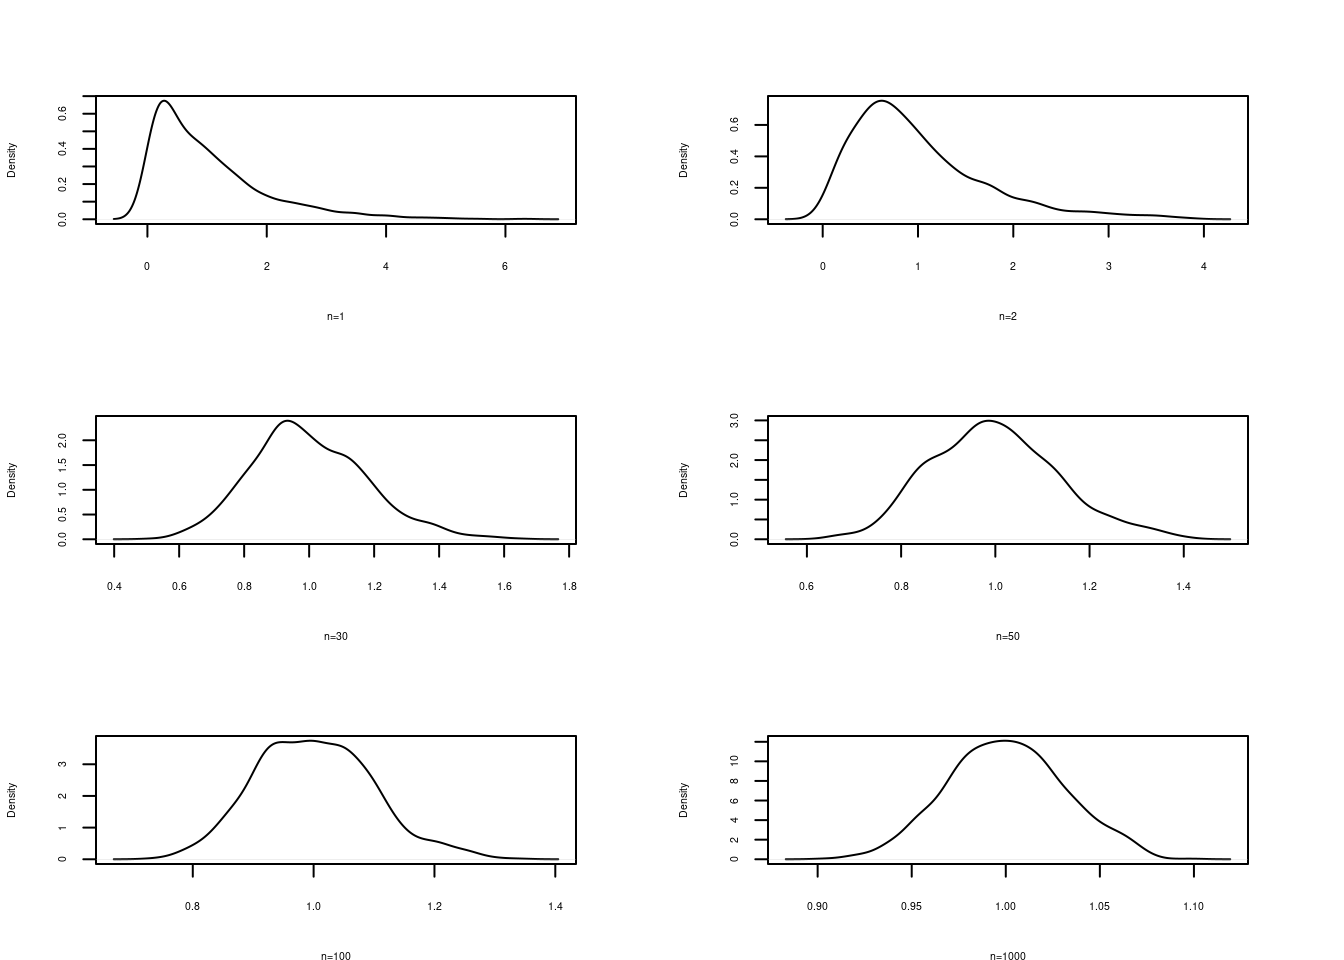 Density
0.0 0.2 0.4 0.6
0 2 4 6
n=1
Density
0.0 0.2 0.4 0.6
0 1 2 3 4
n=2
Density
0.0 0.5 1.0 1.5 2.0
0.4 0.6 0.8 1.0 1.2 1.4 1.6 1.8
n=30
Density
0.0 1.0 2.0 3.0
0.6 0.8 1.0 1.2 1.4
n=50
Density
0 1 2 3
0.8 1.0 1.2 1.4
n=100
Density
0 2 4 6 8 10
0.90 0.95 1.00 1.05 1.10
n=1000